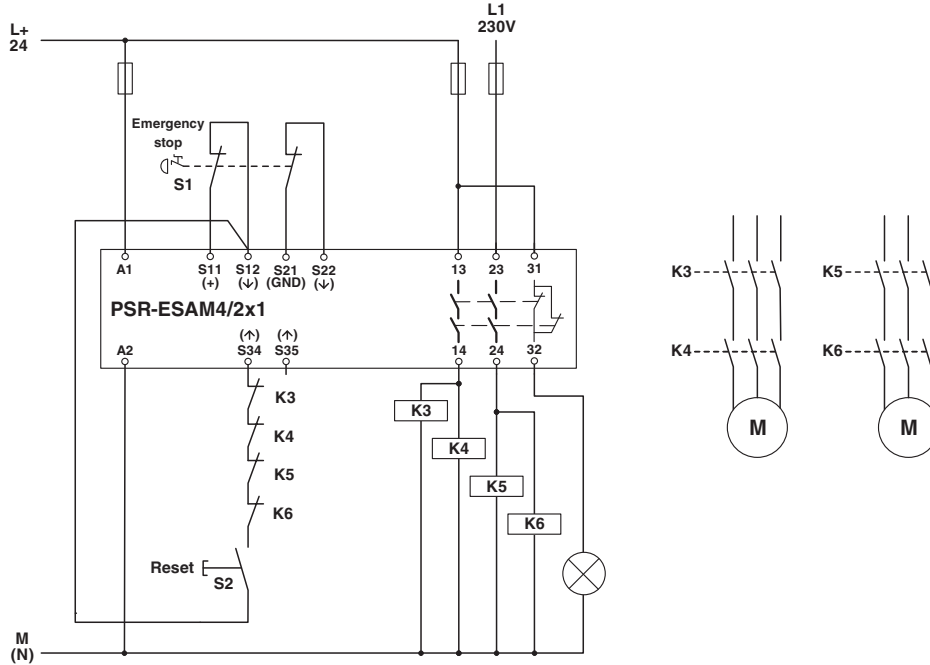 L+
24
L1
230V
Emergency
stop
S1
A1
S11
(+)
S12
(↓)
S21
(GND)
S22
(↓)
13
23
31
PSR-ESAM4/2x1
A2
(↑)
S34
(↑)
S35
14
24
32
K3
K4
K5
K6
Reset
S2
K3
K4
K5
K6
M
(N)
K3
K4
M
K5
K6
M